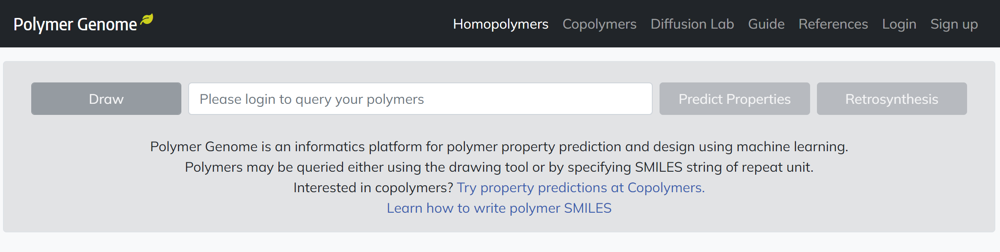 Polymer Genome
Homopolymers Copolymers Diffusion Lab Guide References Login Sign up
Draw Please login to query your polymers Predict Properties Retrosynthesis
Polymer Genome is an informatics platform for polymer property prediction and design using machine learning.
Polymers may be queried either using the drawing tool or by specifying SMILES string of repeat unit.
Interested in copolymers? Try property predictions at Copolymers.
Learn how to write polymer SMILES